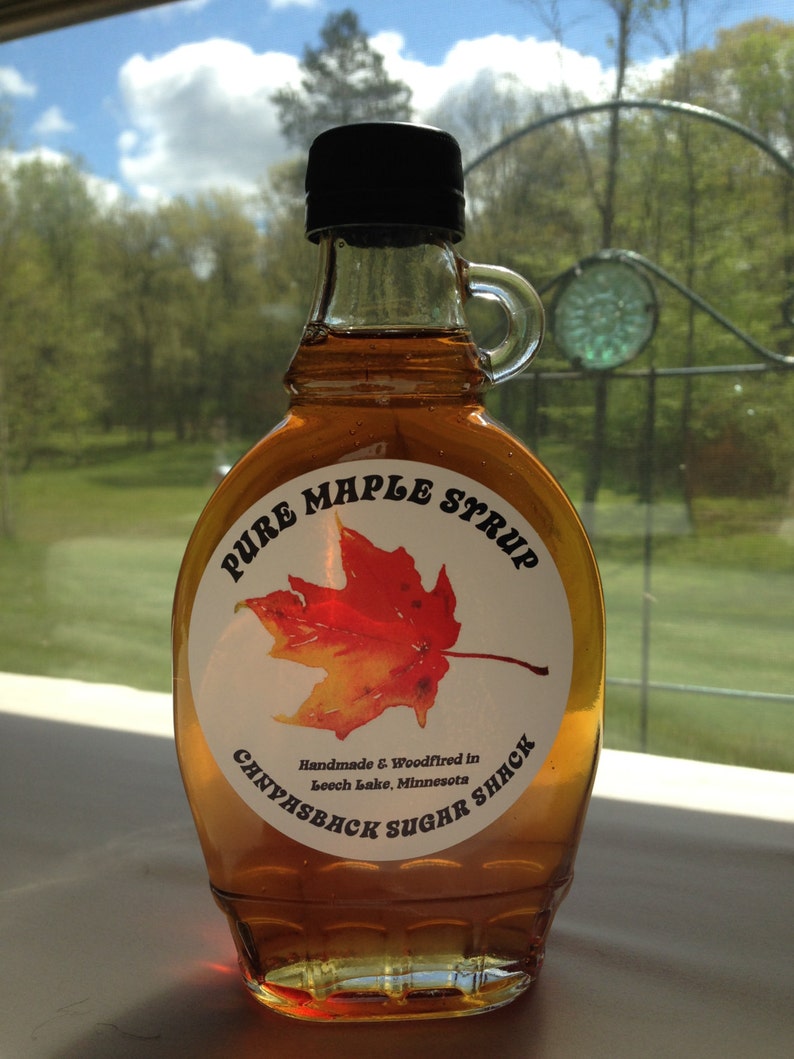 PURE MAPLE SYRUP
Handmade & Woodfired in
Leech Lake, Minnesota
CANVASBACK SUGAR SHACK